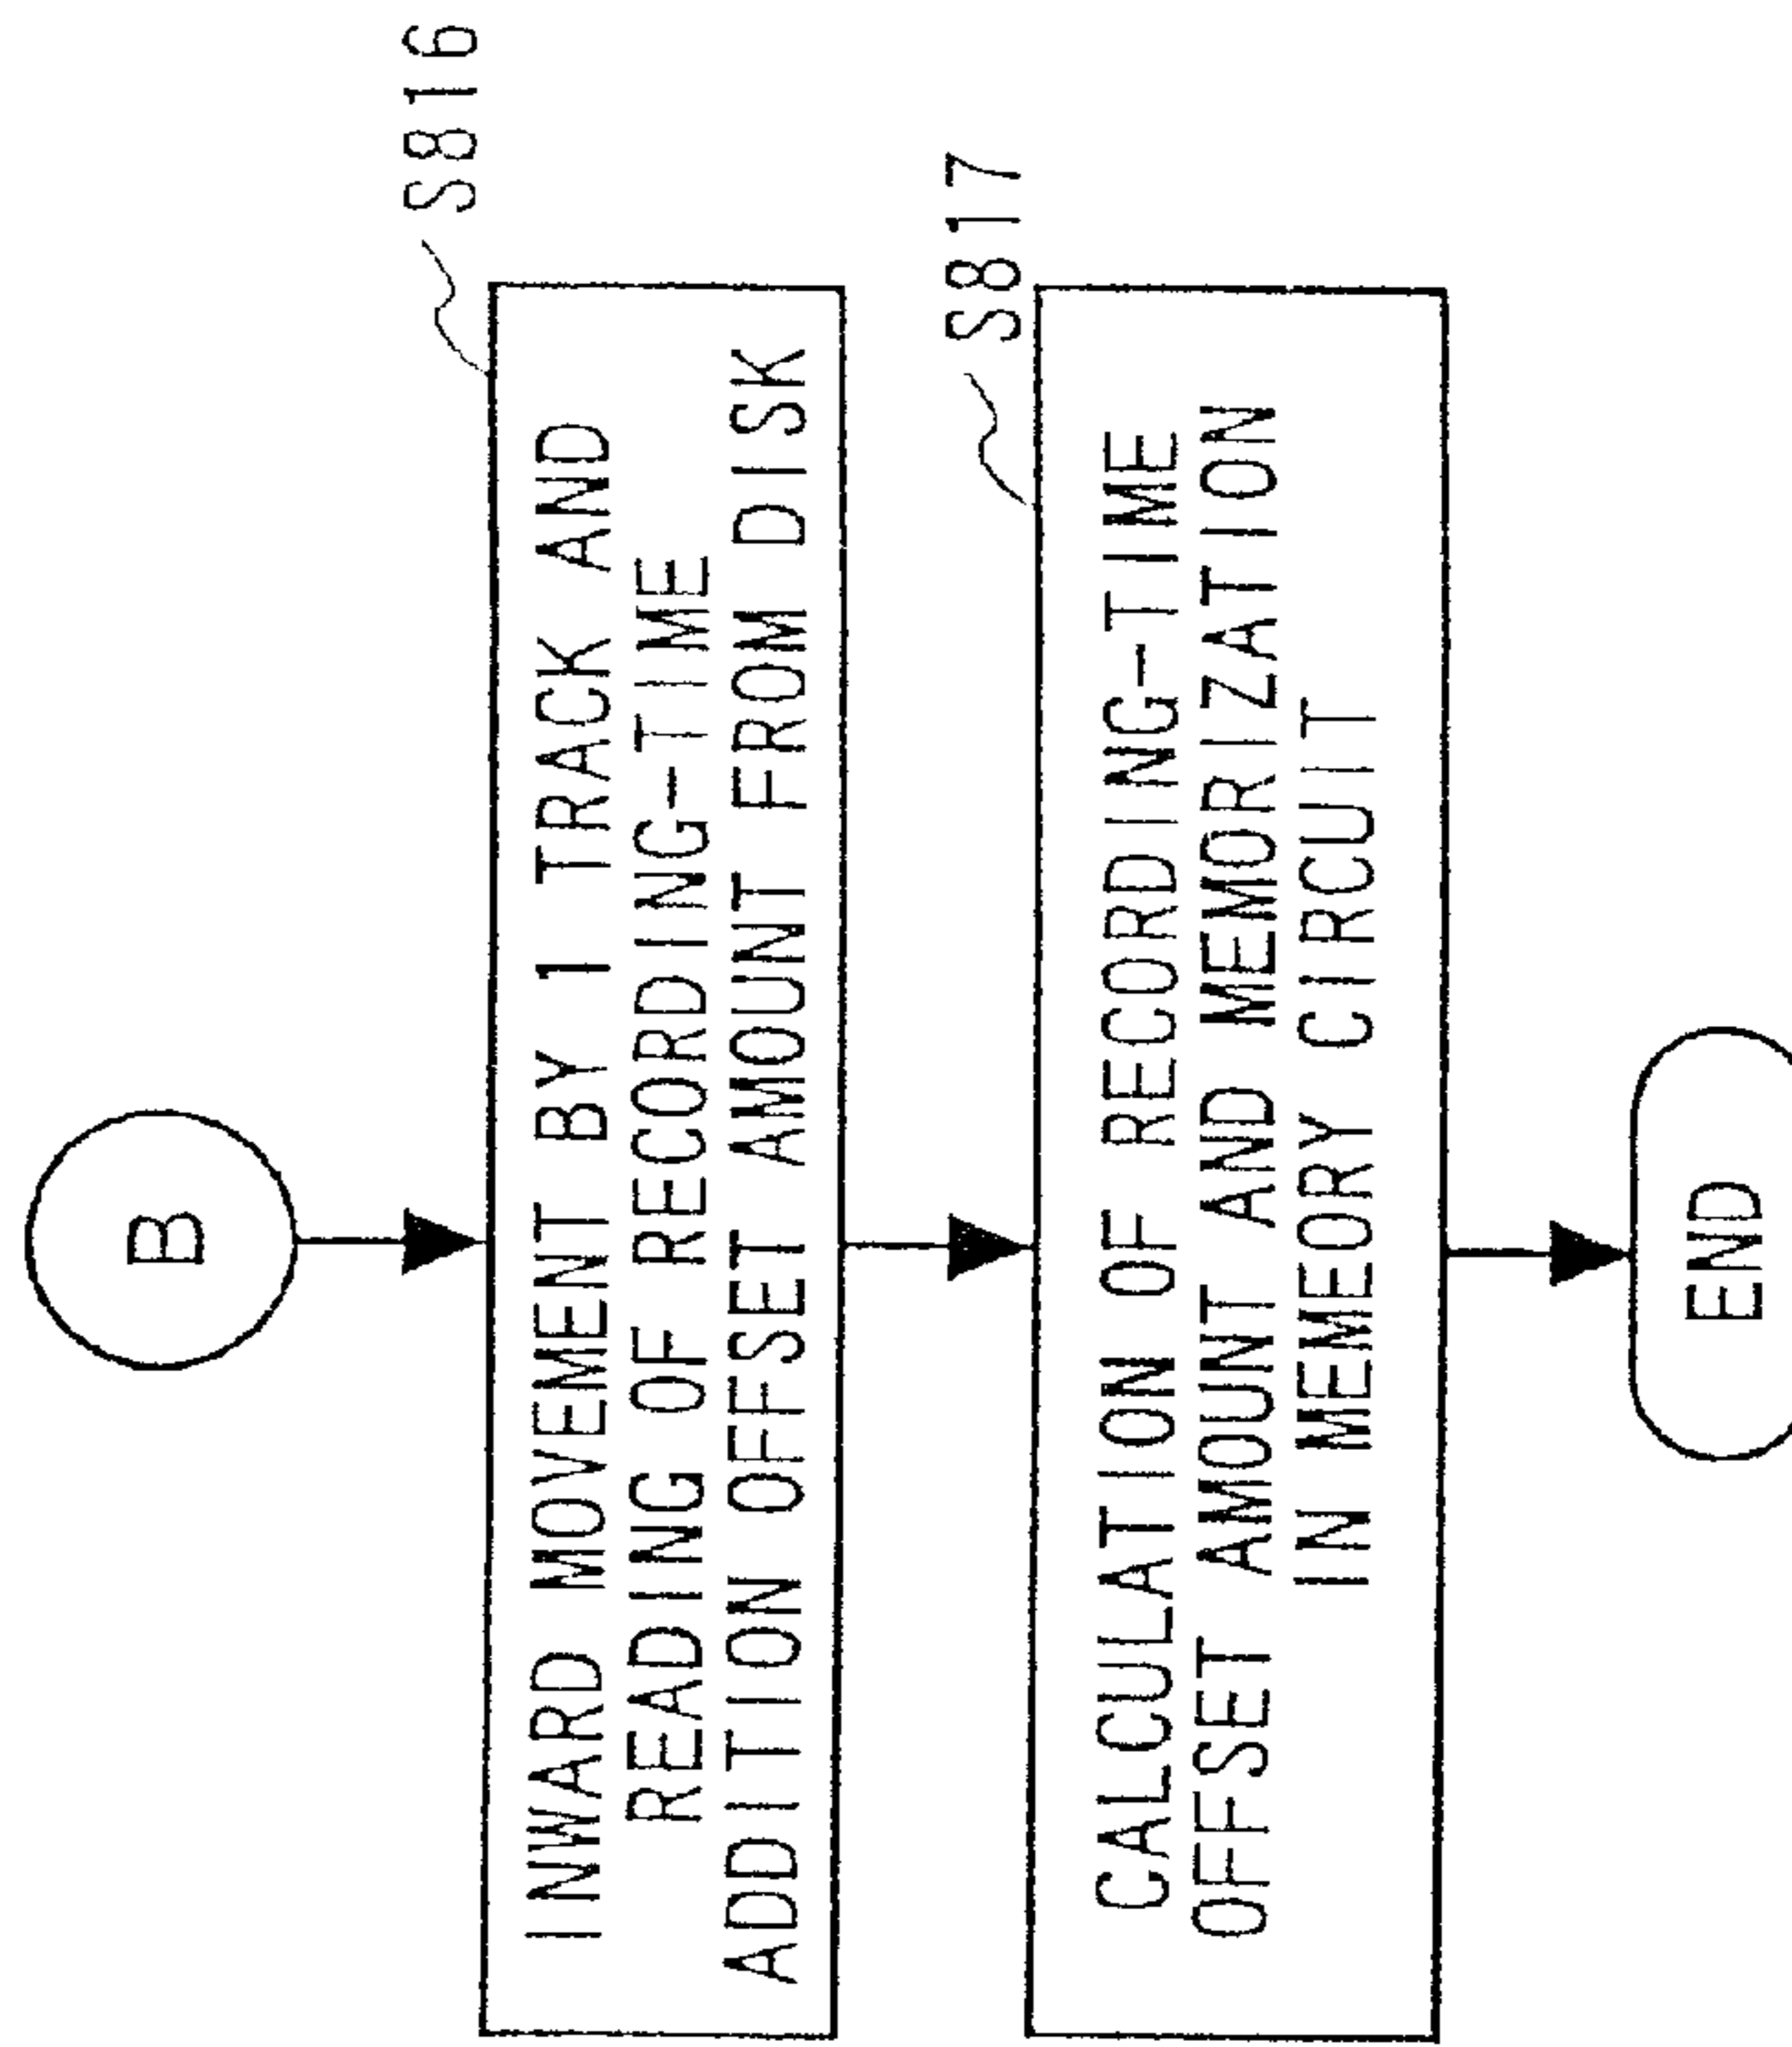 B
S816
INWARD MOVEMENT BY 1 TRACK AND
READING OF RECORDING-TIME
ADDITION OFFSET AMOUNT FROM DISK
S817
CALCULATION OF RECORDING-TIME
OFFSET AMOUNT AND MEMORIZATION
IN MEMORY CIRCUIT
END